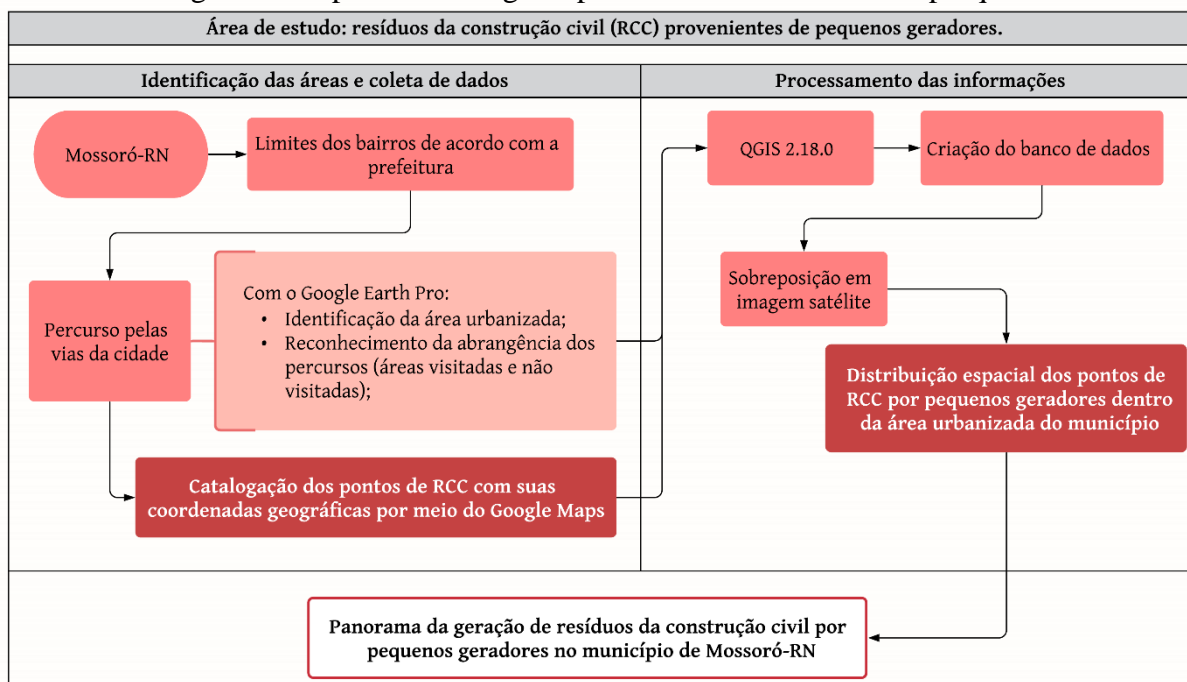 Área de estudo: resíduos da construção civil (RCC) provenientes de pequenos geradores.
Identificação das áreas e coleta de dados
Processamento das informações
Mossoró-RN
Limites dos bairros de acordo com a
prefeitura
QGIS 2.18.0
Criação do banco de dados
Percurso pelas
vias da cidade
Com o Google Earth Pro:
• Identificação da área urbanizada;
• Reconhecimento da abrangência dos
percursos (áreas visitadas e não
visitadas);
Sobreposição em
imagem satélite
Catalogação dos pontos de RCC com suas
coordenadas geográficas por meio do Google Maps
Distribuição espacial dos pontos de
RCC por pequenos geradores dentro
da área urbanizada do município
Panorama da geração de resíduos da construção civil por
pequenos geradores no município de Mossoró-RN